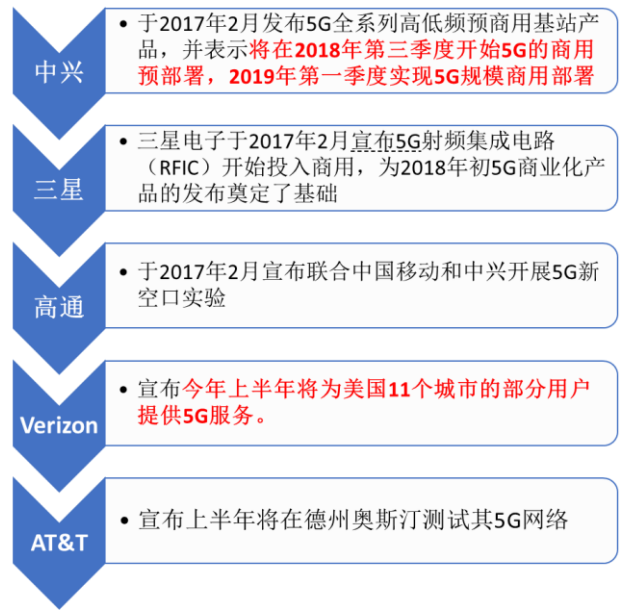 中兴
• 于2017年2月发布5G全系列高低频预商用基站产
品，并表示将在2018年第三季度开始5G的商用
预部署，2019年第一季度实现5G规模商用部署
三星
• 三星电子于2017年2月宣布5G射频集成电路
（RFIC）开始投入商用，为2018年初5G商业化产
品的发布奠定了基础
高通
• 于2017年2月宣布联合中国移动和中兴开展5G新
空口实验
Verizon
• 宣布今年上半年将为美国11个城市的部分用户
提供5G服务。
AT&T
• 宣布上半年将在德州奥斯汀测试其5G网络